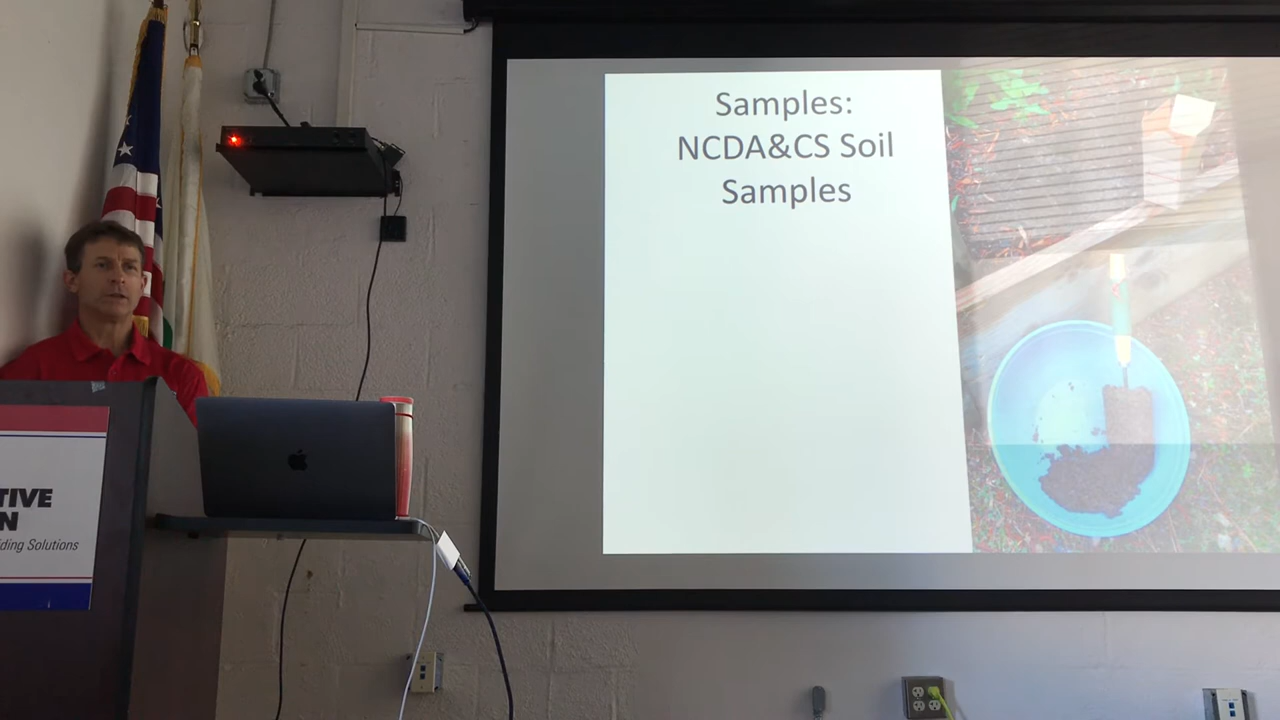 Samples:
NCDA&CS Soil
Samples
TIVE
N
ding Solutions